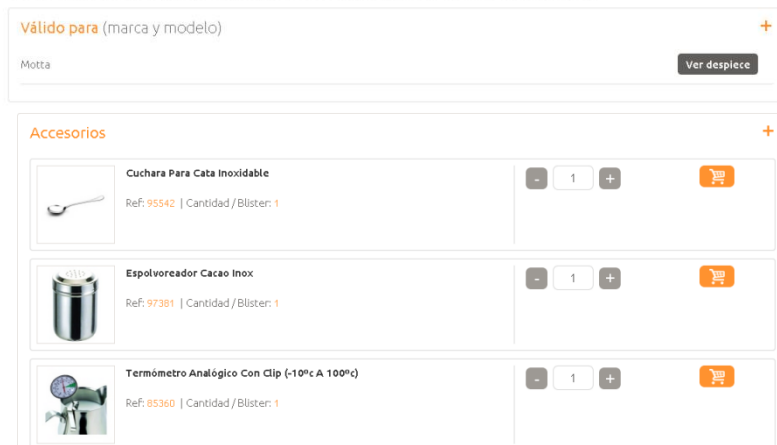 Válido para (marca y modelo) +
Motta Ver despiece
Accesorios +
Cuchara Para Cata Inoxidable
Ref: 95542 | Cantidad / Blister: 1
- 1 +
Espolvoreador Cacao Inox
Ref: 97381 | Cantidad / Blister: 1
- 1 +
Termómetro Analógico Con Clip (-10ºc A 100ºc)
Ref: 85360 | Cantidad / Blister: 1
- 1 +